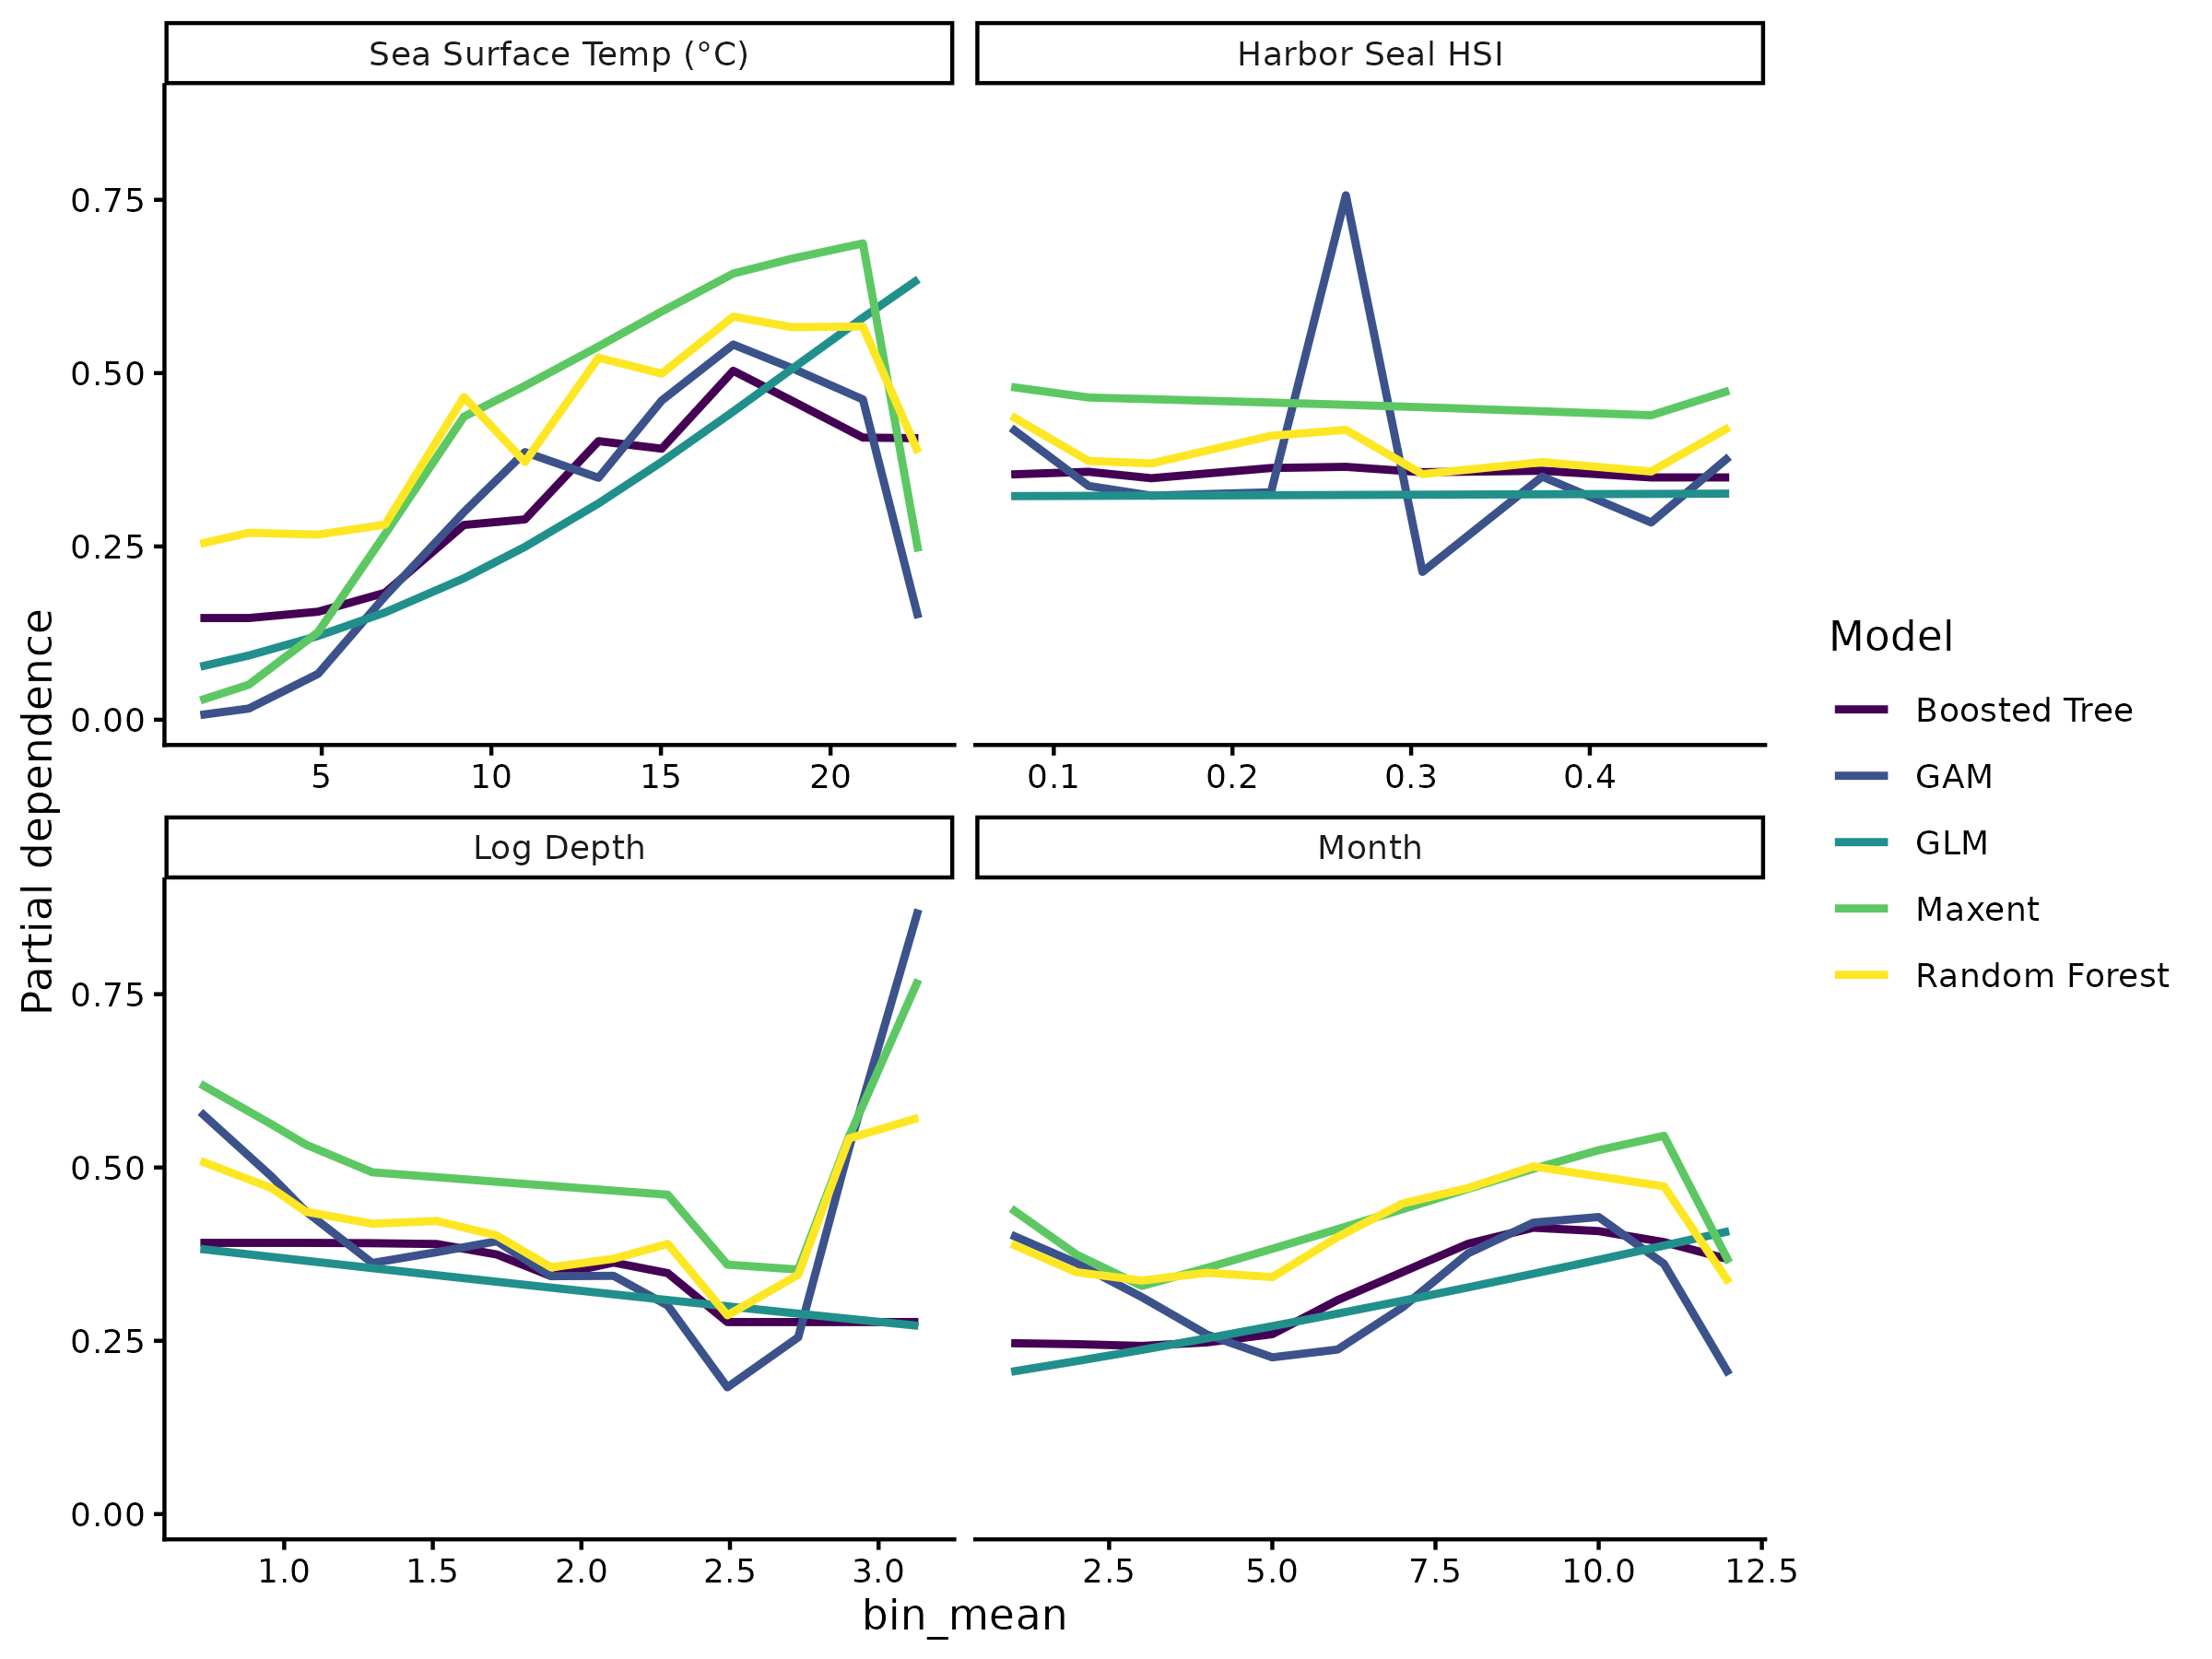 Sea Surface Temp (°C)
Harbor Seal HSI
0.75
0.50
0.25
0.00
5 10 15 20
0.1 0.2 0.3 0.4
Log Depth
Month
0.75
0.50
0.25
0.00
1.0 1.5 2.0 2.5 3.0
2.5 5.0 7.5 10.0 12.5
bin_mean
Partial dependence
Model
Boosted Tree
GAM
GLM
Maxent
Random Forest